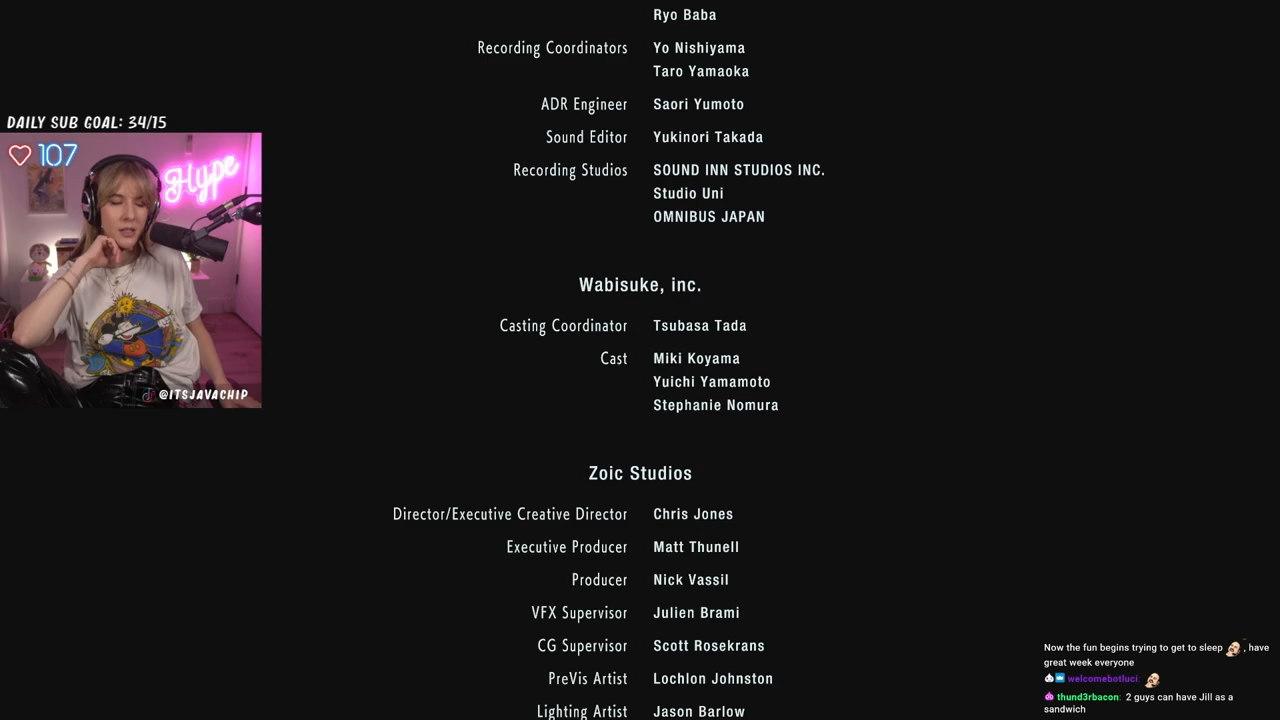 Ryo Baba
Recording Coordinators Yo Nishiyama
Taro Yamaoka
ADR Engineer Saori Yumoto
Sound Editor Yukinori Takada
Recording Studios SOUND INN STUDIOS INC.
Studio Uni
OMNIBUS JAPAN
DAILY SUB GOAL: 34/15
107
Hype
@ITSJAVACHIP
Wabisuke, inc.
Casting Coordinator Tsubasa Tada
Cast Miki Koyama
Yuichi Yamamoto
Stephanie Nomura
Zoic Studios
Director/Executive Creative Director Chris Jones
Executive Producer Matt Thunell
Producer Nick Vassil
VFX Supervisor Julien Brami
CG Supervisor Scott Rosekrans
PreVis Artist Lochlon Johnston
Lighting Artist Jason Barlow
Now the fun begins trying to get to sleep , have
great week everyone
welcomebotluci:
thund3rbacon: 2 guys can have Jill as a
sandwich